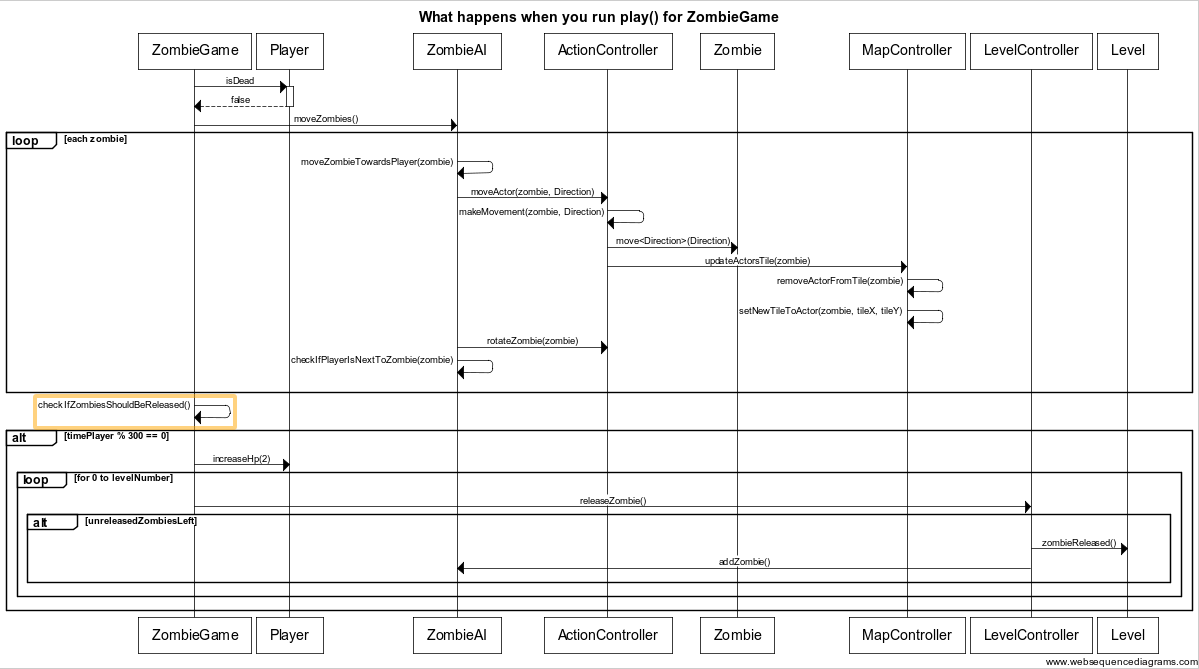 What happens when you run play() for ZombieGame
ZombieGame Player ZombieAI ActionController Zombie MapController LevelController Level
isDead
false
moveZombies()
loop [each zombie]
moveZombieTowardsPlayer(zombie)
moveActor(zombie, Direction)
makeMovement(zombie, Direction)
move<Direction>(Direction)
updateActorsTile(zombie)
removeActorFromTile(zombie)
setNewTileToActor(zombie, tileX, tileY)
rotateZombie(zombie)
checkIfPlayerIsNextToZombie(zombie)
checkIfZombiesShouldBeReleased()
alt [timePlayer % 300 == 0]
increaseHp(2)
loop [for 0 to levelNumber]
releaseZombie()
alt [unreleasedZombiesLeft]
zombieReleased()
addZombie()
ZombieGame Player ZombieAI ActionController Zombie MapController LevelController Level
www.websequencediagrams.com